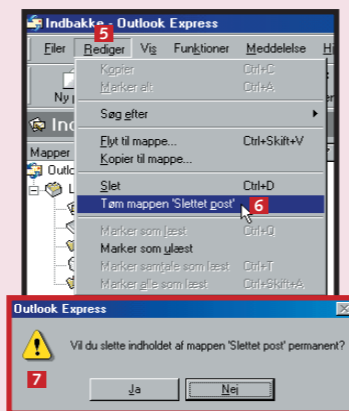 Indbakke - Outlook Express
5
Filer Rediger Vis Funktioner Meddelelse
Kopier Ctrl+C
Marker alt Ctrl+A
Ny
Søg efter
Ind
Flyt til mappe... Ctrl+Skift+V
Mapper
Kopier til mappe...
Outlo
Slet Ctrl+D
Tøm mappen 'Slettet post' 6
Marker som læst Ctrl+Q
Marker som ulæst
Marker samtale som læst Ctrl+T
Marker alle som læst Ctrl+Skift+A
Outlook Express
Vil du slette indholdet af mappen 'Slettet post' permanent?
7
Ja Nej